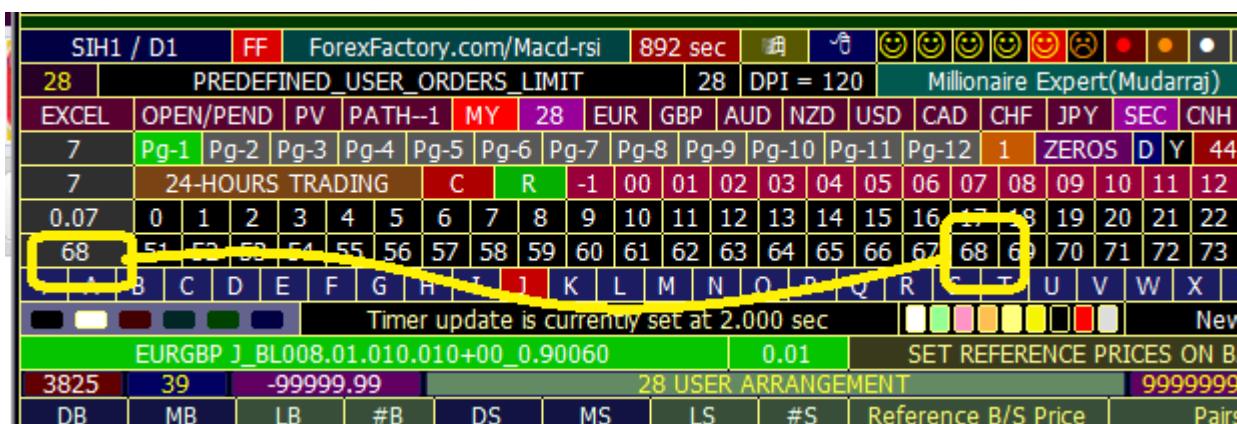 SIH1 / D1 FF ForexFactory.com/Macd-rsi 892 sec
28 PREDEFINED_USER_ORDERS_LIMIT 28 DPI = 120 Millionaire Expert(Mudarraj)
EXCEL OPEN/PEND PV PATH--1 MY 28 EUR GBP AUD NZD USD CAD CHF JPY SEC CNH
7 Pg-1 Pg-2 Pg-3 Pg-4 Pg-5 Pg-6 Pg-7 Pg-8 Pg-9 Pg-10 Pg-11 Pg-12 1 ZEROS D Y 44
7 24-HOURS TRADING C R -1 00 01 02 03 04 05 06 07 08 09 10 11 12
0.07 0 1 2 3 4 5 6 7 8 9 10 11 12 13 14 15 16 17 18 19 20 21 22
68 51 52 53 54 55 56 57 58 59 60 61 62 63 64 65 66 67 68 69 70 71 72 73
A B C D E F G H I J K L M N O P Q R S T U V W X
Timer update is currently set at 2.000 sec New
EURGBP J_BL008.01.010.010+00_0.90060 0.01 SET REFERENCE PRICES ON B
3825 39 -99999.99 28 USER ARRANGEMENT 9999999
DB MB LB #B DS MS LS #S Reference B/S Price Pairs